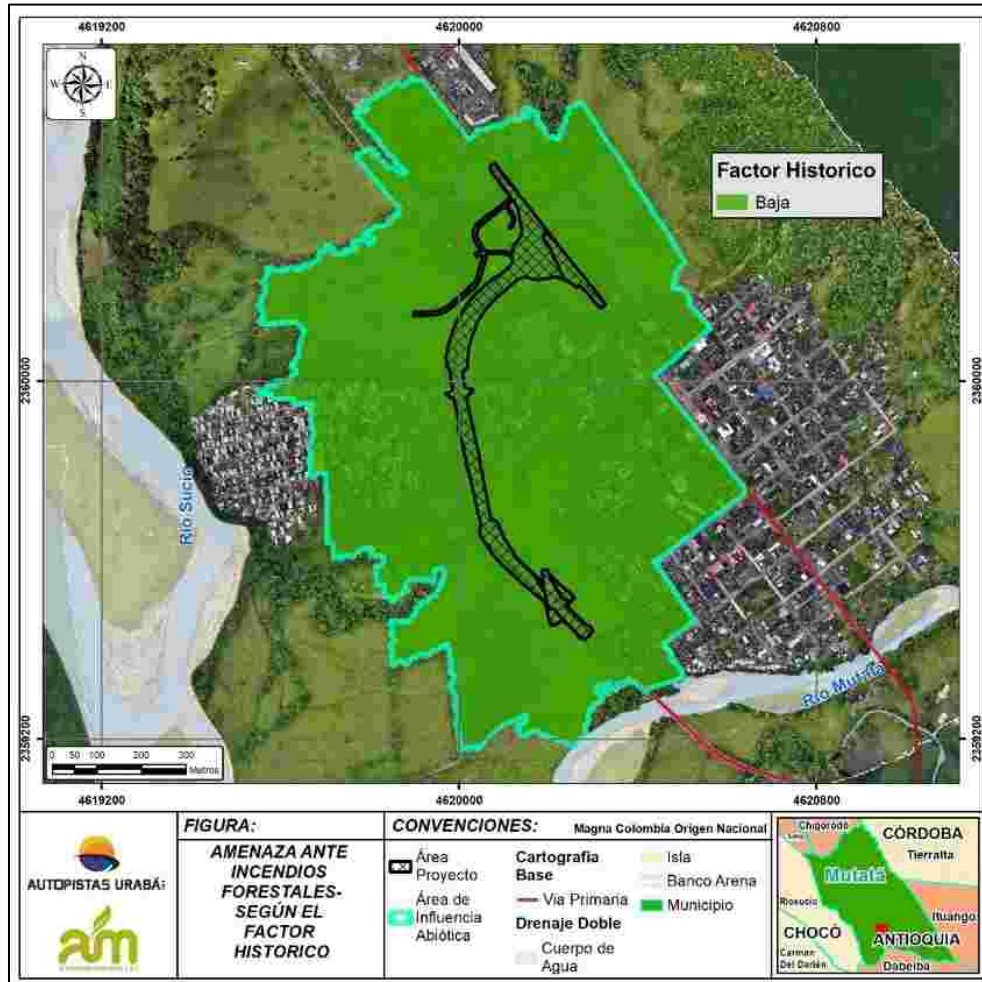 4619200
4620000
4620800
N
W
E
S
Factor Historico
Baja
2360000
2360000
Río Sucio
Río Mutatá
2359200
2359200
0 50 100 200 300
Metros
4619200
4620000
4620800
AUTOPISTAS URABÁ
FIGURA:
AMENAZA ANTE
INCENDIOS
FORESTALES-
SEGÚN EL
FACTOR
HISTORICO
CONVENCIONES:
Magna Colombia Origen Nacional
Área
Proyecto
Área de
Influencia
Abiótica
Cartografia
Base
Via Primaria
Drenaje Doble
Cuerpo de
Agua
Isla
Banco Arena
Municipio
Chigorodó
CÓRDOBA
Tierralta
Mutatá
Riosucio
Ituango
CHOCÓ
ANTIOQUIA
Carmen
Del Darién
Dabeiba